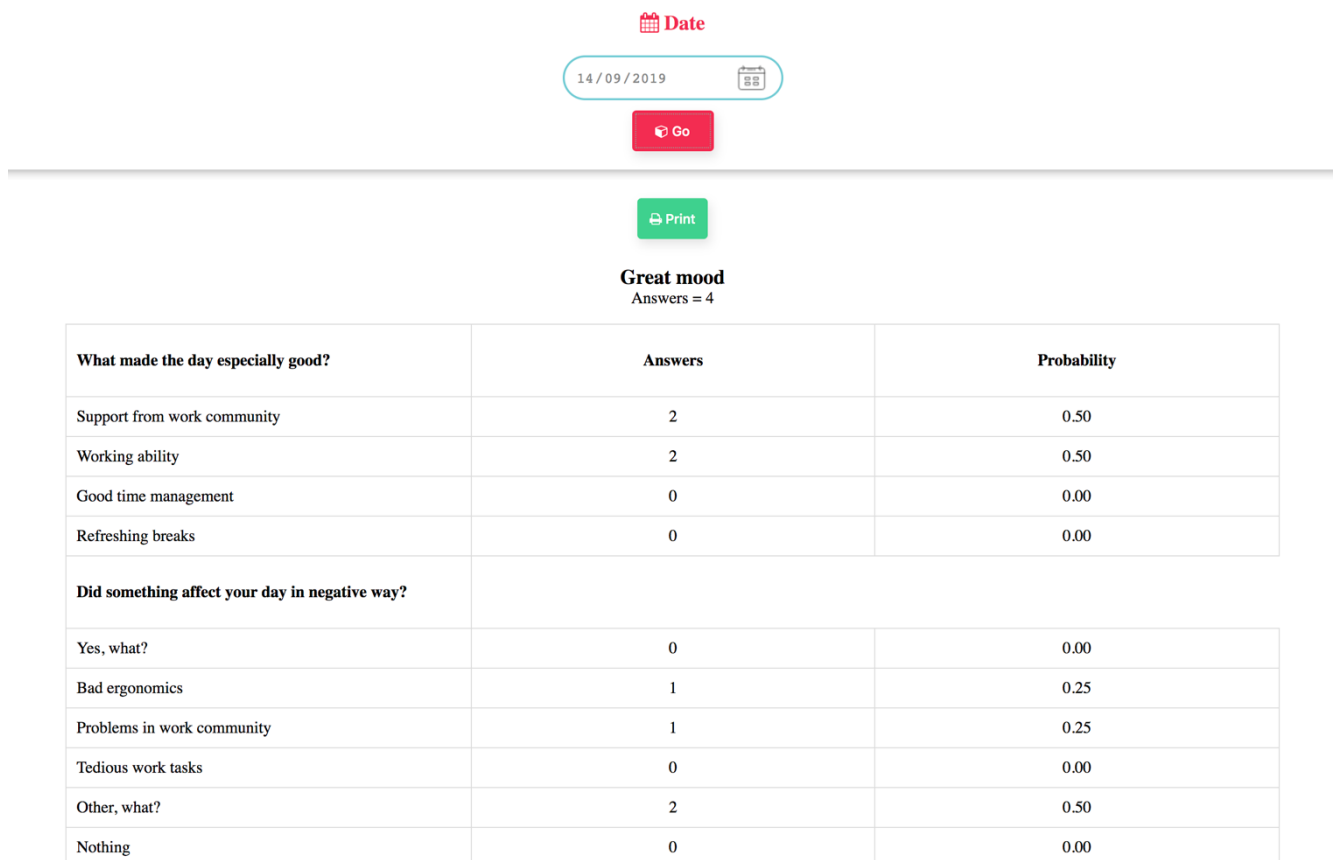 Date
14/09/2019
Go
Print
Great mood
Answers = 4
What made the day especially good? Answers Probability
Support from work community 2 0.50
Working ability 2 0.50
Good time management 0 0.00
Refreshing breaks 0 0.00
Did something affect your day in negative way?
Yes, what? 0 0.00
Bad ergonomics 1 0.25
Problems in work community 1 0.25
Tedious work tasks 0 0.00
Other, what? 2 0.50
Nothing 0 0.00